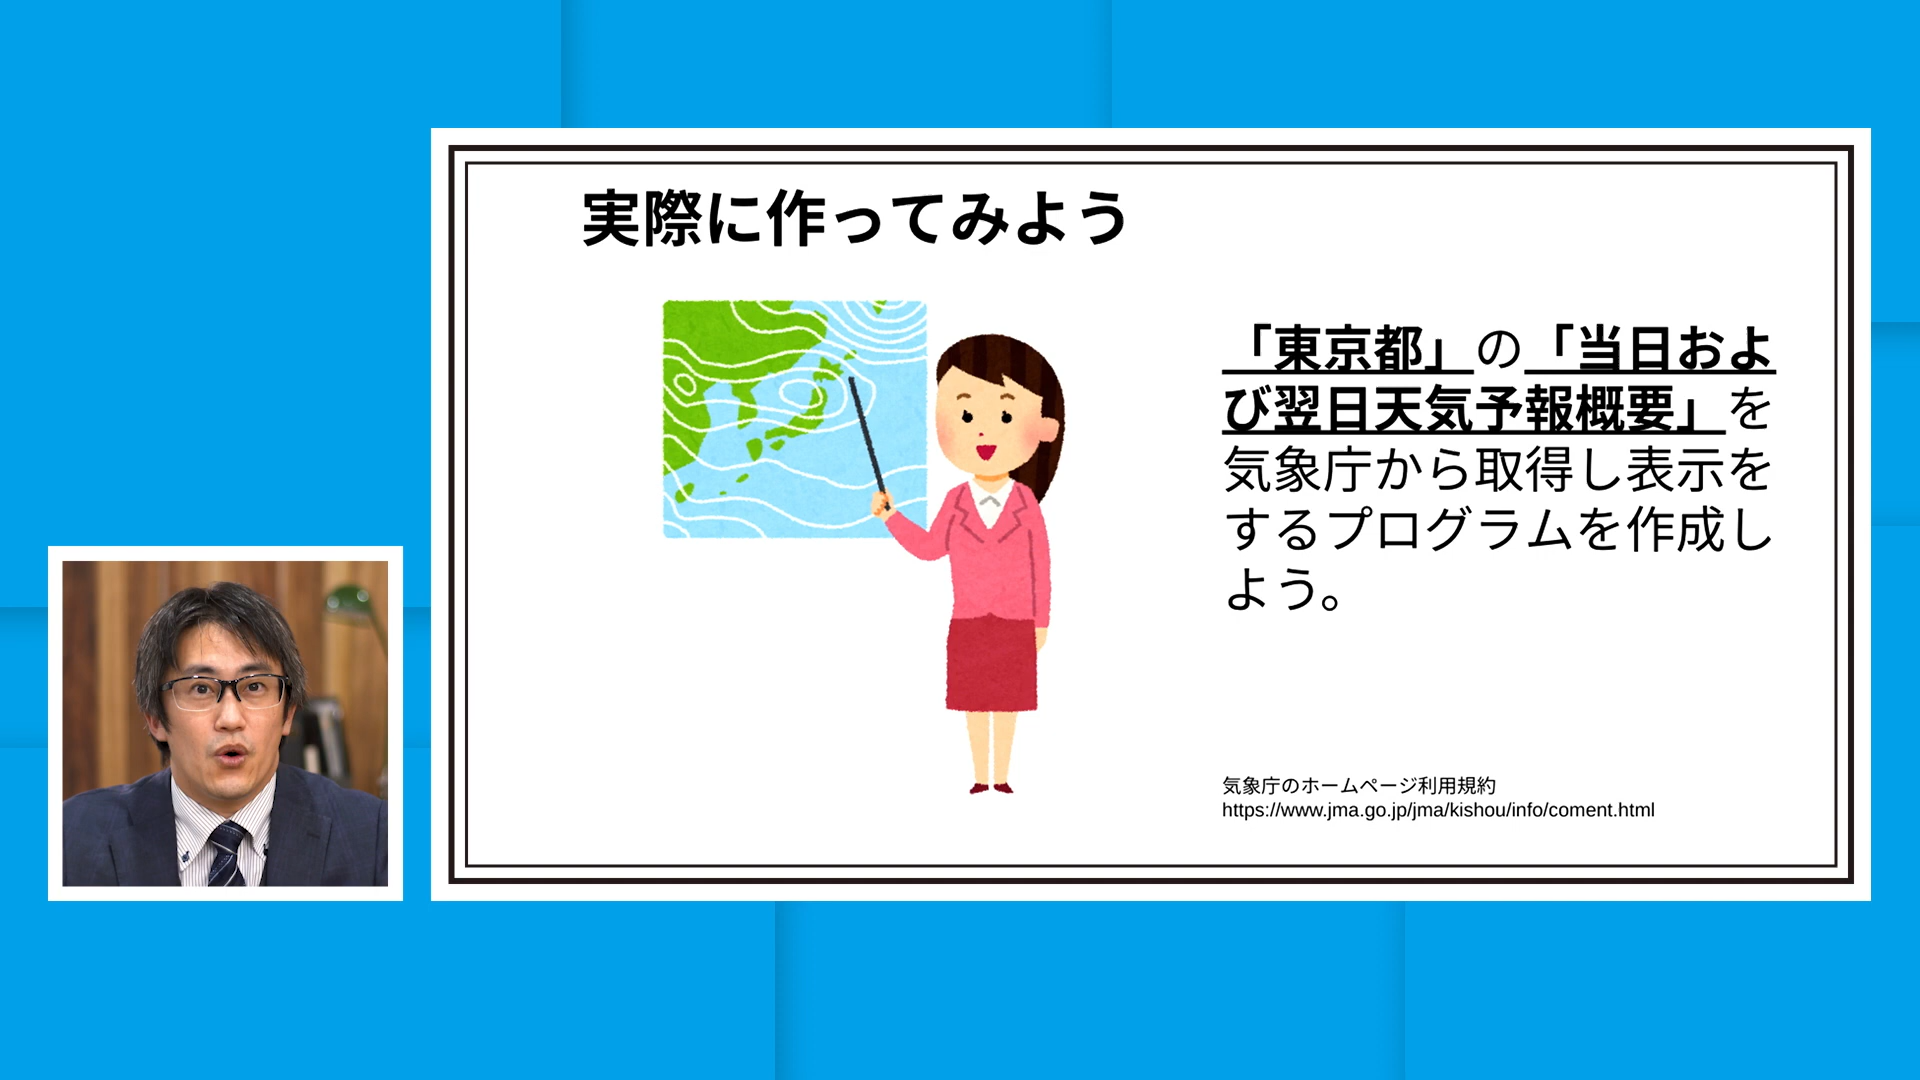 実際に作ってみよう
「東京都」の「当日およ
び翌日天気予報概要」を
気象庁から取得し表示を
するプログラムを作成し
よう。
気象庁のホームページ利用規約
https://www.jma.go.jp/jma/kishou/info/coment.html